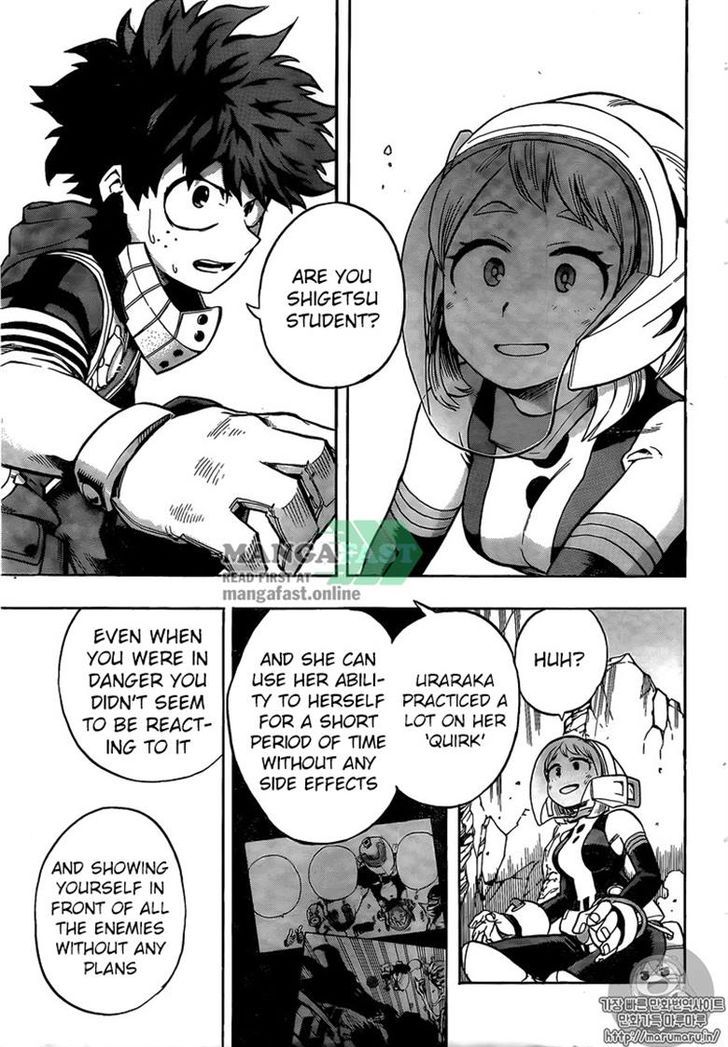 ARE YOU
SHIGETSU
STUDENT?
MANGAFAST
READ FIRST AT
mangafast.online
HUH?
URARAKA
PRACTICED A
LOT ON HER
'QUIRK'
AND SHE CAN
USE HER ABILI-
TY TO HERSELF
FOR A SHORT
PERIOD OF TIME
WITHOUT ANY
SIDE EFFECTS
EVEN WHEN
YOU WERE IN
DANGER YOU
DIDN'T SEEM
TO BE REACT-
ING TO IT
AND SHOWING
YOURSELF IN
FRONT OF ALL
THE ENEMIES
WITHOUT ANY
PLANS
가장 빠른 만화번역사이트
만화가득 마루마루
http://marumaru.in/